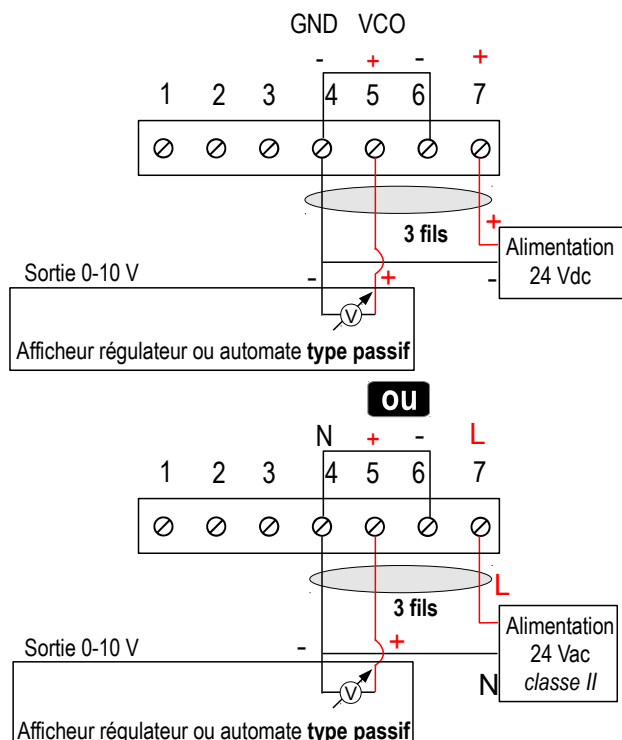 GND VCO
- + - +
1 2 3 4 5 6 7
3 fils
+
Alimentation
24 Vdc
-
Sortie 0-10 V
- +
V
Afficheur régulateur ou automate type passif
ou
N + - L
1 2 3 4 5 6 7
L
3 fils
Alimentation
24 Vac
classe II
N
Sortie 0-10 V
- +
V
Afficheur régulateur ou automate type passif